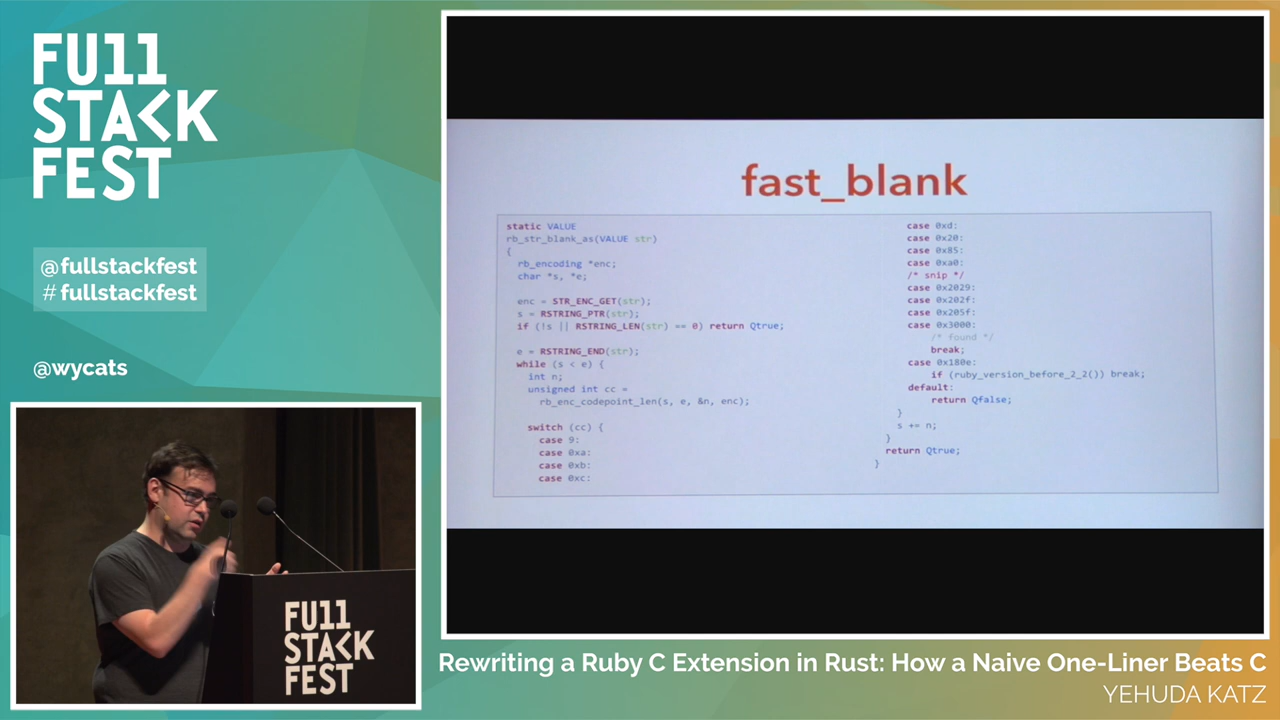 FU11
STACK
FEST
@fullstackfest
# fullstackfest
@wycats
FU11
STACK
FEST
fast_blank
static VALUE
rb_str_blank_as(VALUE str)
{
rb_encoding *enc;
char *s, *e;
enc = STR_ENC_GET(str);
s = RSTRING_PTR(str);
if (!s || RSTRING_LEN(str) == 0) return Qtrue;
e = RSTRING_END(str);
while (s < e) {
int n;
unsigned int cc =
rb_enc_codepoint_len(s, e, &n, enc);
switch (cc) {
case 9:
case 0xa:
case 0xb:
case 0xc:
case 0xd:
case 0x20:
case 0x85:
case 0xa0:
/* snip */
case 0x2029:
case 0x202f:
case 0x205f:
case 0x3000:
/* found */
break;
case 0x180e:
if (ruby_version_before_2_2()) break;
default:
return Qfalse;
}
s += n;
}
return Qtrue;
}
Rewriting a Ruby C Extension in Rust: How a Naive One-Liner Beats C
YEHUDA KATZ